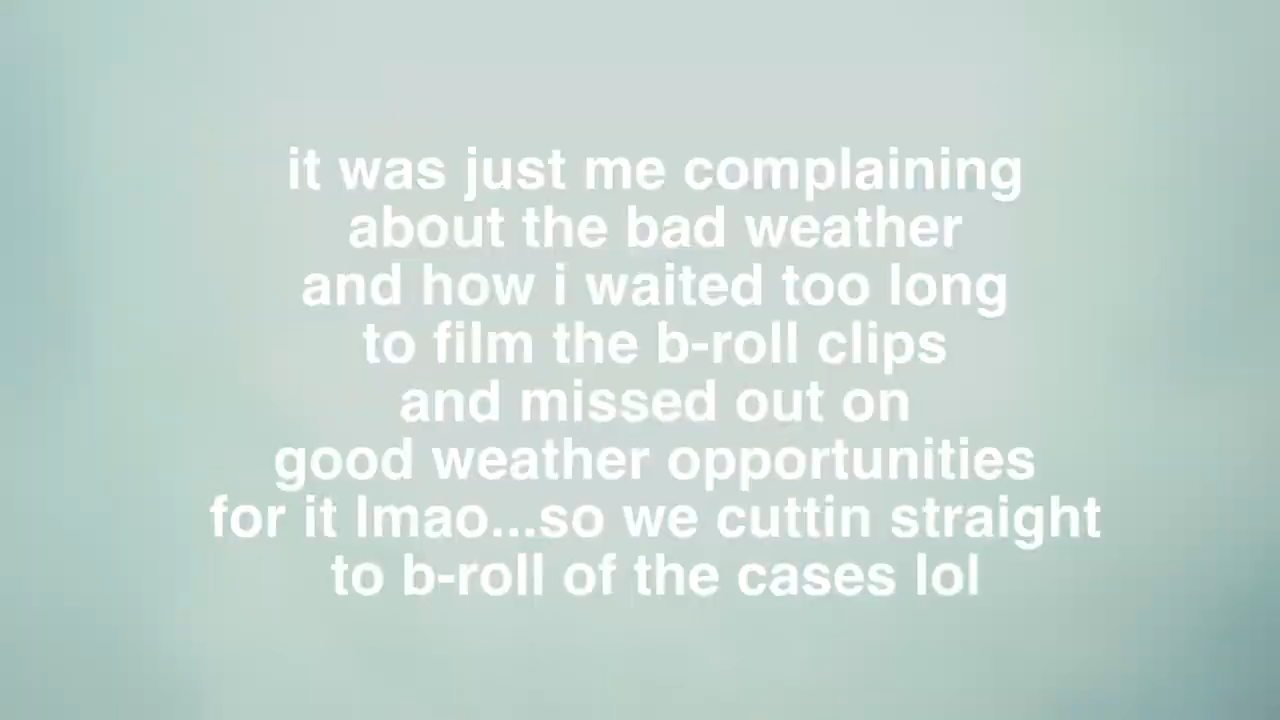 it was just me complaining
about the bad weather
and how i waited too long
to film the b-roll clips
and missed out on
good weather opportunities
for it lmao...so we cuttin straight
to b-roll of the cases lol